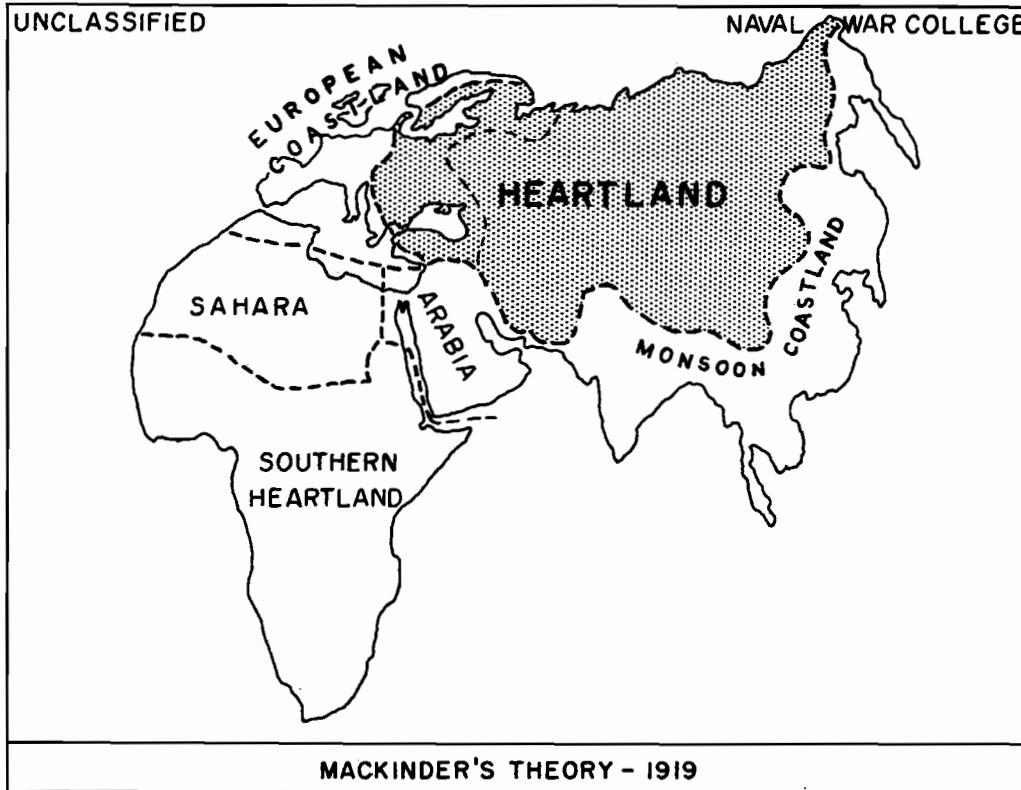 UNCLASSIFIED
NAVAL WAR COLLEGE
EUROPEAN
COASTLAND
HEARTLAND
SAHARA
ARABIA
MONSOON
COASTLAND
SOUTHERN
HEARTLAND
MACKINDER'S THEORY - 1919